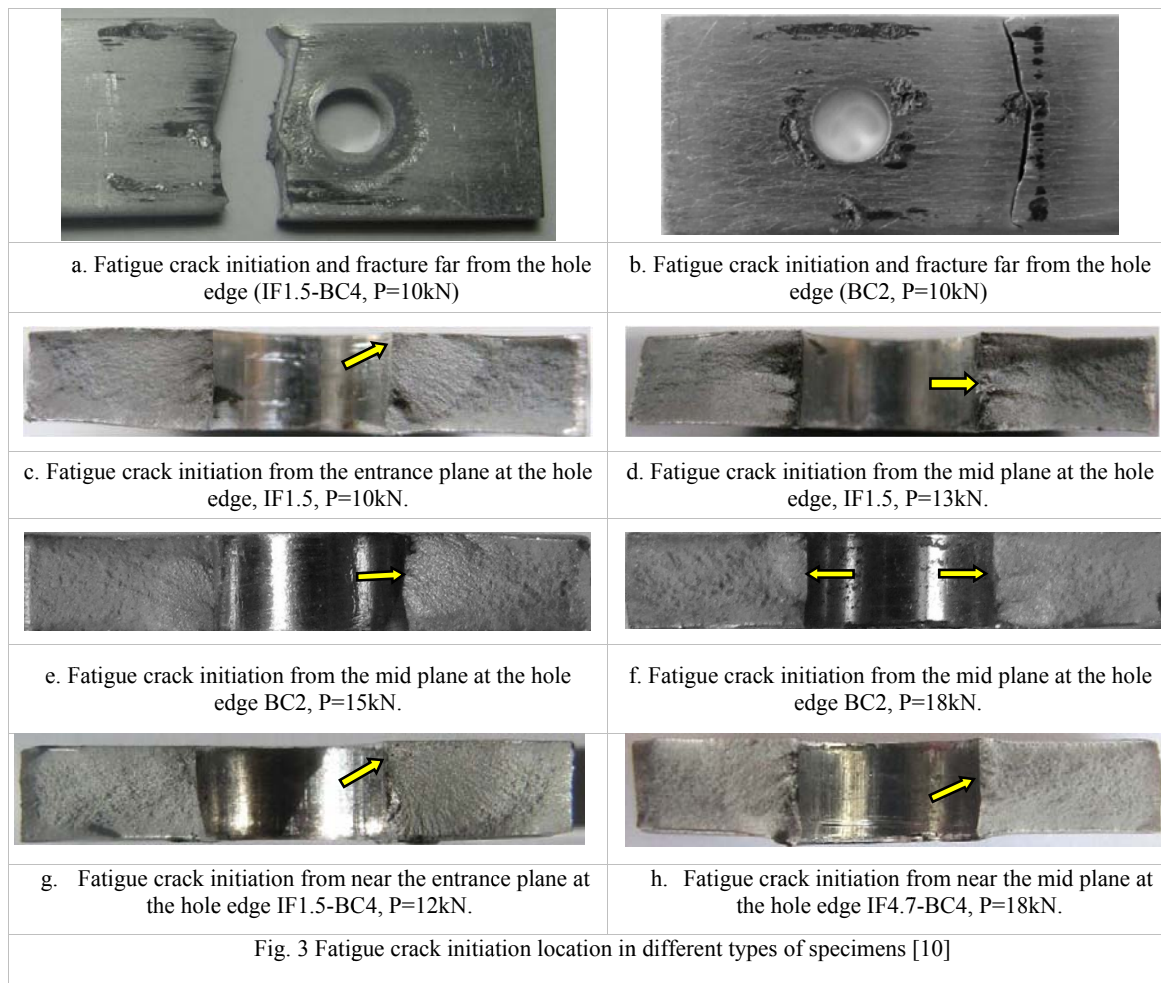 a. Fatigue crack initiation and fracture far from the hole
edge (IF1.5-BC4, P=10kN)
b. Fatigue crack initiation and fracture far from the hole
edge (BC2, P=10kN)
c. Fatigue crack initiation from the entrance plane at the hole
edge, IF1.5, P=10kN.
d. Fatigue crack initiation from the mid plane at the hole
edge, IF1.5, P=13kN.
e. Fatigue crack initiation from the mid plane at the hole
edge BC2, P=15kN.
f. Fatigue crack initiation from the mid plane at the hole
edge BC2, P=18kN.
g. Fatigue crack initiation from near the entrance plane at
the hole edge IF1.5-BC4, P=12kN.
h. Fatigue crack initiation from near the mid plane at
the hole edge IF4.7-BC4, P=18kN.
Fig. 3 Fatigue crack initiation location in different types of specimens [10]